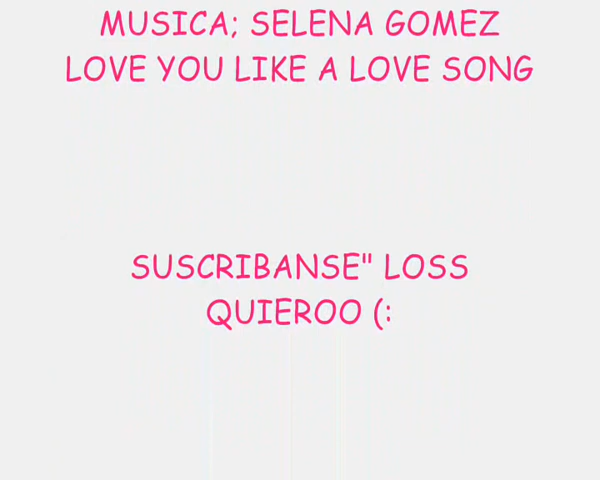 MUSICA; SELENA GOMEZ
LOVE YOU LIKE A LOVE SONG
SUSCRIBANSE" LOSS
QUIEROO (: